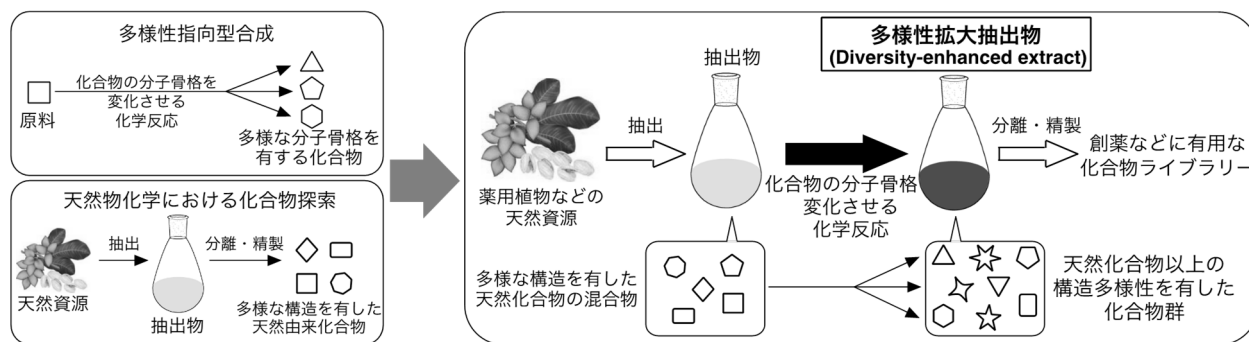 多様性指向型合成
原料
化合物の分子骨格を
変化させる
化学反応
多様な分子骨格を
有する化合物
天然物化学における化合物探索
天然資源
抽出
抽出物
分離・精製
多様な構造を有した
天然由来化合物
薬用植物などの
天然資源
抽出
抽出物
化合物の分子骨格
変化させる
化学反応
多様性拡大抽出物
(Diversity-enhanced extract)
分離・精製
創薬などに有用な
化合物ライブラリー
多様な構造を有した
天然化合物の混合物
天然化合物以上の
構造多様性を有した
化合物群